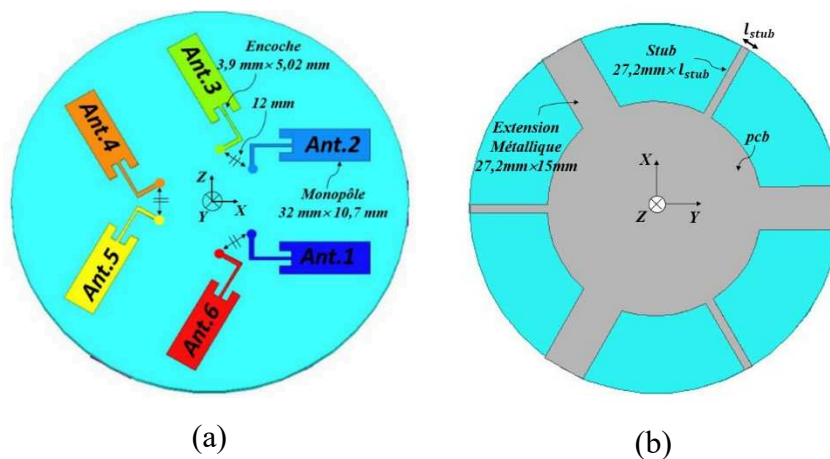 Encoche
3,9 mm×5,02 mm
Ant.3
12 mm
Ant.4
Ant.2
Z
X
Y
Monopôle
32 mm×10,7 mm
Ant.5
Ant.1
Ant.6
(a)
l_stub
Stub
27,2mm×l_stub
Extension
Métallique
27,2mm×15mm
pcb
X
Y
Z
(b)